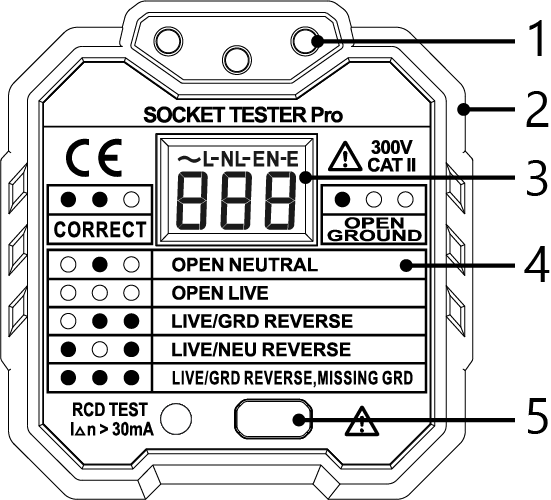 1
SOCKET TESTER Pro
2
CE
~L-NL-EN-E
888
300V
CAT II
3
CORRECT
OPEN
GROUND
OPEN NEUTRAL
4
OPEN LIVE
LIVE/GRD REVERSE
LIVE/NEU REVERSE
LIVE/GRD REVERSE,MISSING GRD
RCD TEST
I△n > 30mA
5